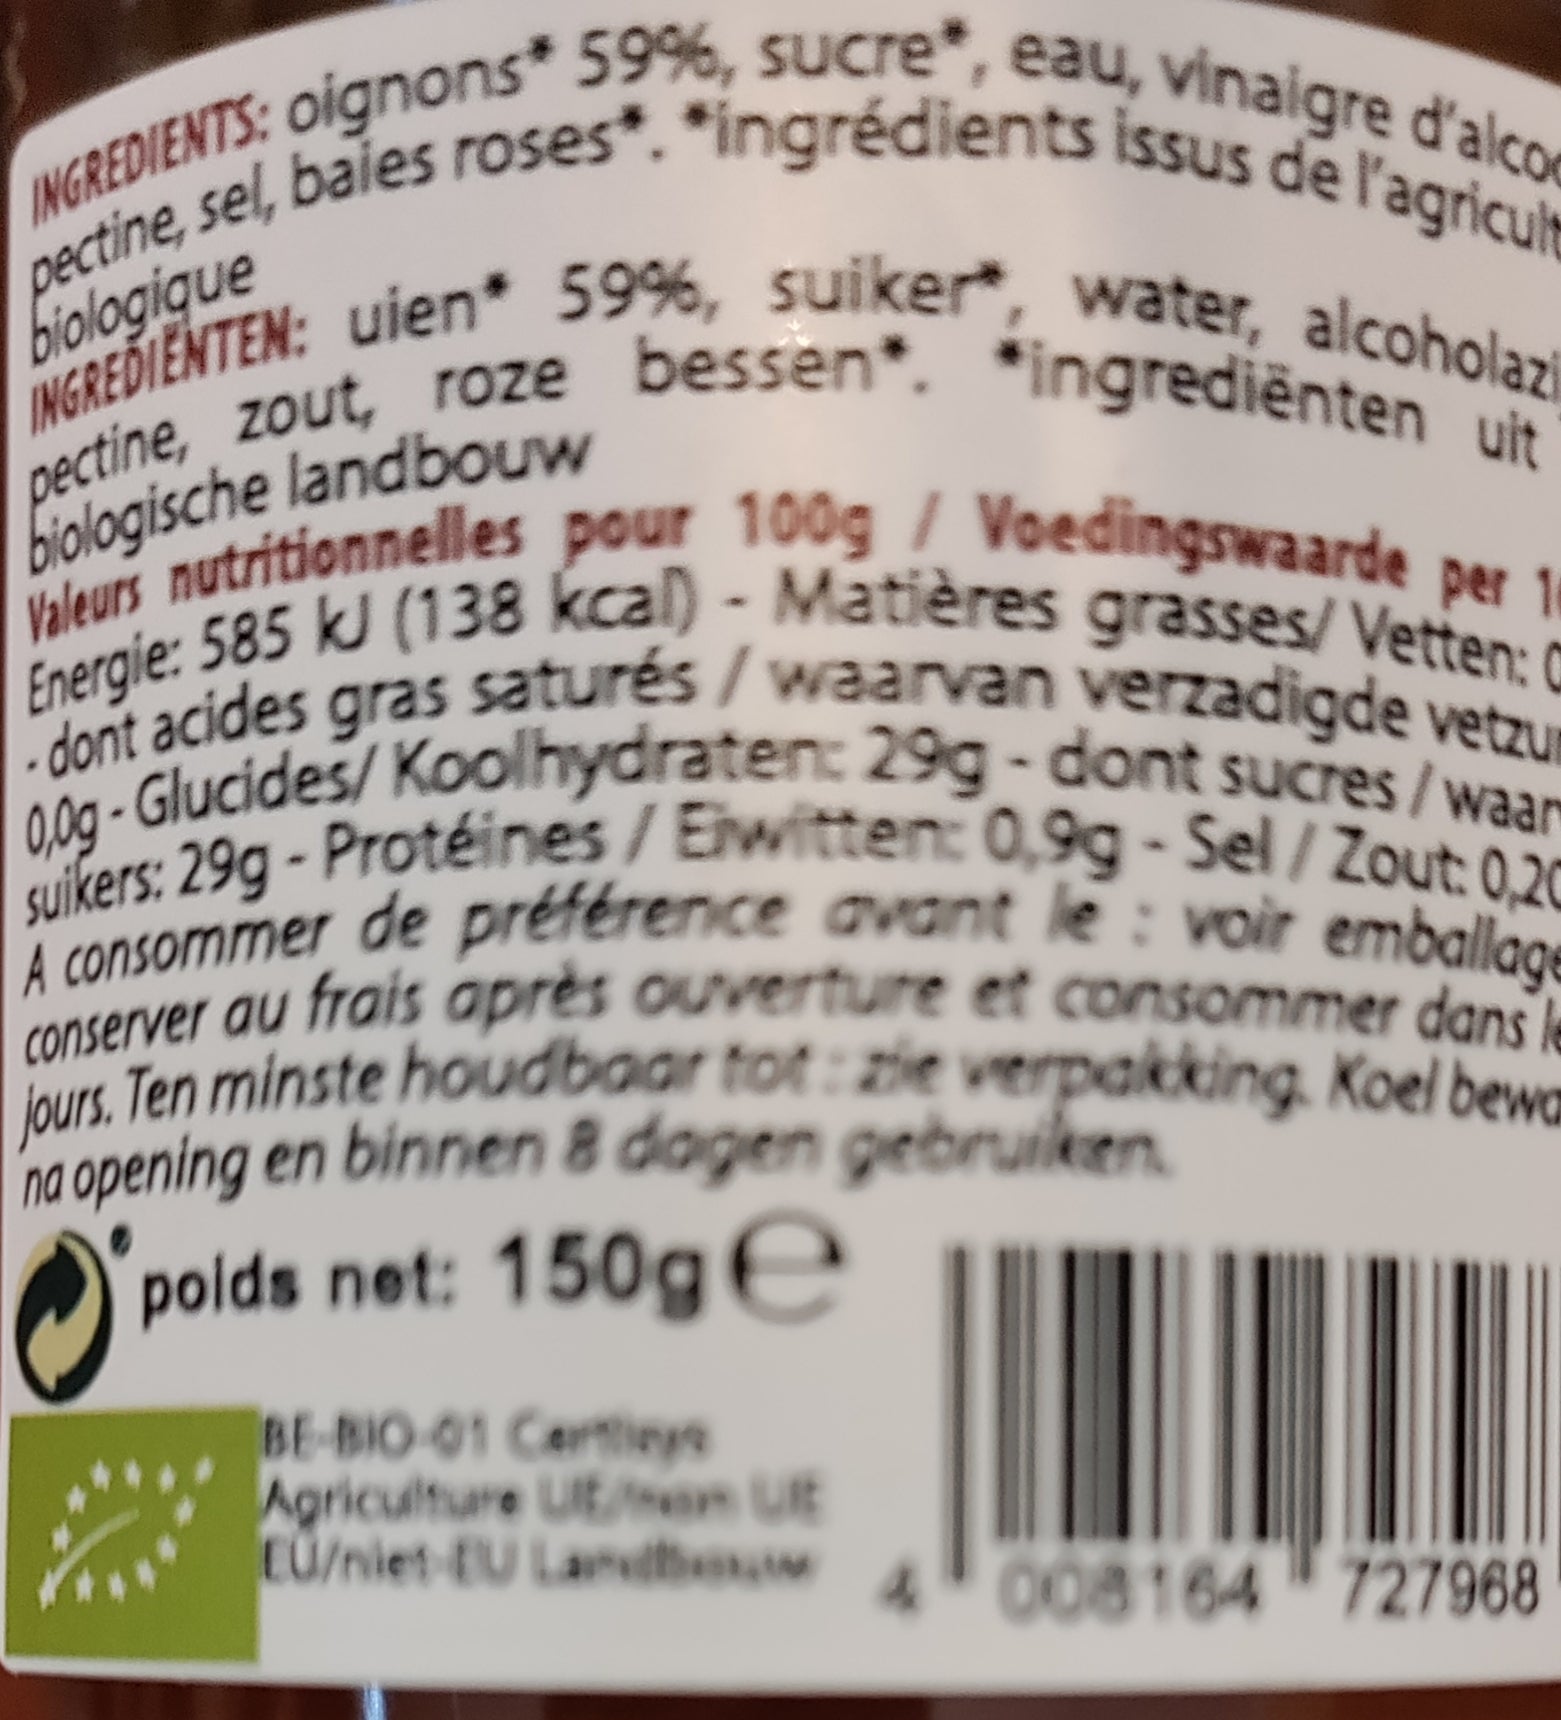 INGREDIENTS: oignons* 59%, sucre*, eau, vinaigre d'alcoo
pectine, sel, baies roses*. *ingrédients issus de l'agricult
biologique
INGREDIËNTEN: uien* 59%, suiker*, water, alcoholazi
pectine, zout, roze bessen*. *ingrediënten uit
biologische landbouw
Valeurs nutritionnelles pour 100g / Voedingswaarde per 1
Energie: 585 kJ (138 kcal) - Matières grasses/ Vetten: 0
- dont acides gras saturés / waarvan verzadigde vetzu
0,0g - Glucides/ Koolhydraten: 29g - dont sucres / waar
suikers: 29g - Protéines / Eiwitten: 0,9g - Sel / Zout: 0,20
A consommer de préférence avant le : voir emballage
conserver au frais après ouverture et consommer dans le
jours. Ten minste houdbaar tot : zie verpakking. Koel bewa
na opening en binnen 8 dagen gebruiken.
poids net: 150g e
BE-BIO-01 Certisys
Agriculture UE/non UE
EU/niet-EU Landbouw
4 008164 727968